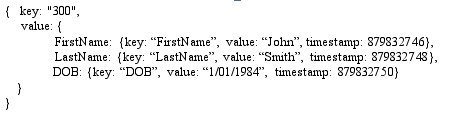 { key: "300",
value: {
FirstName: {key: “FirstName”, value: “John”, timestamp: 879832746},
LastName: {key: “LastName”, value: “Smith”, timestamp: 879832748},
DOB: {key: “DOB”, value: “1/01/1984”, timestamp: 879832750}
}
}